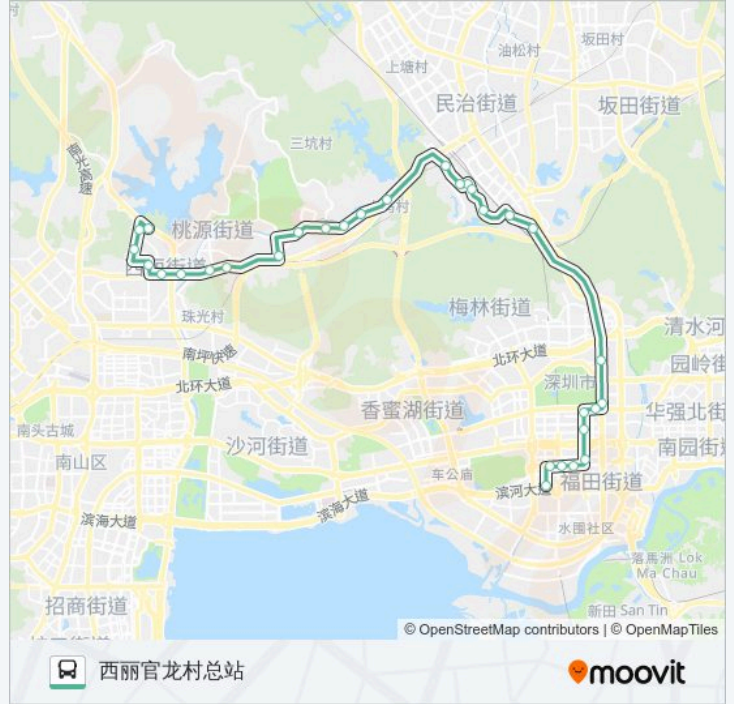 坂田村
油松村
上塘村
民治街道
坂田街道
三坑村
南光高速
桃源街道
珠光村
梅林街道
清水河
南坪快速
北环大道
园岭街
北环大道
深圳市
香蜜湖街道
华强北街
南头古城
沙河街道
南园街道
南山区
车公庙
福田街道
滨河大道
滨海大道
滨海大道
水围社区
落馬洲 Lok
Ma Chau
招商街道
新田 San Tin
© OpenStreetMap contributors | © OpenMapTiles
西丽官龙村总站
moovit